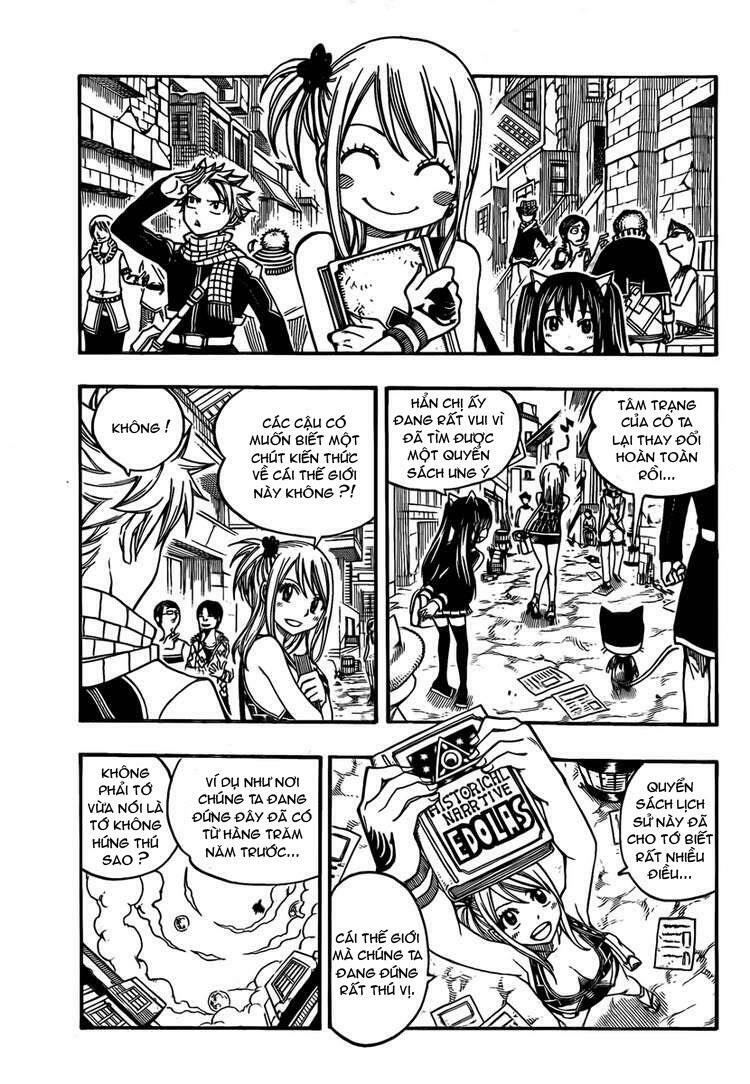 TÂM TRẠNG
CỦA CÔ TA
LẠI THAY ĐỔI
HOÀN TOÀN
RỒI...
HẲN CHỊ ẤY
ĐANG RẤT VUI VÌ
ĐÃ TÌM ĐƯỢC
MỘT QUYỂN
SÁCH ƯNG Ý
CÁC CẬU CÓ
MUỐN BIẾT MỘT
CHÚT KIẾN THỨC
VỀ CÁI THẾ GIỚI
NÀY KHÔNG ?!
KHÔNG !
QUYỂN
SÁCH LỊCH
SỬ NÀY ĐÃ
CHO TỚ BIẾT
RẤT NHIỀU
ĐIỀU...
HISTORICAL
NARRATIVE
EDOLAS
CÁI THẾ GIỚI
MÀ CHÚNG TA
ĐANG ĐỨNG
RẤT THÚ VỊ.
VÍ DỤ NHƯ NƠI
CHÚNG TA ĐANG
ĐỨNG ĐÂY ĐÃ CÓ
TỪ HÀNG TRĂM
NĂM TRƯỚC...
KHÔNG
PHẢI TỚ
VỪA NÓI LÀ
TỚ KHÔNG
HỨNG THÚ
SAO ?